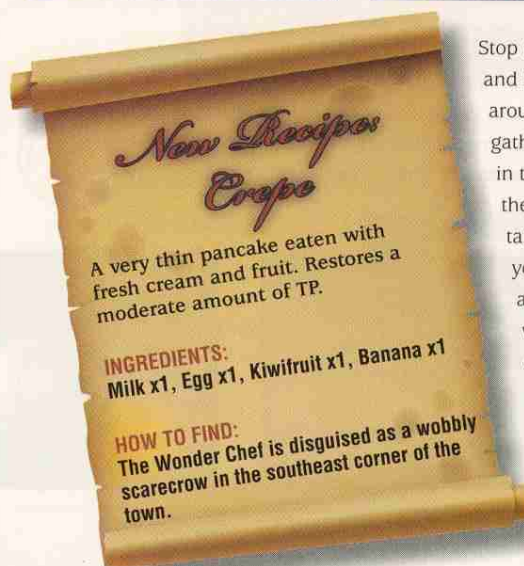 New Recipe:
Crepe
A very thin pancake eaten with
fresh cream and fruit. Restores a
moderate amount of TP.
INGREDIENTS:
Milk x1, Egg x1, Kiwifruit x1, Banana x1
HOW TO FIND:
The Wonder Chef is disguised as a wobbly
scarecrow in the southeast corner of the
town.
Stop
and
arou
gath
in t
the
ta
y
a